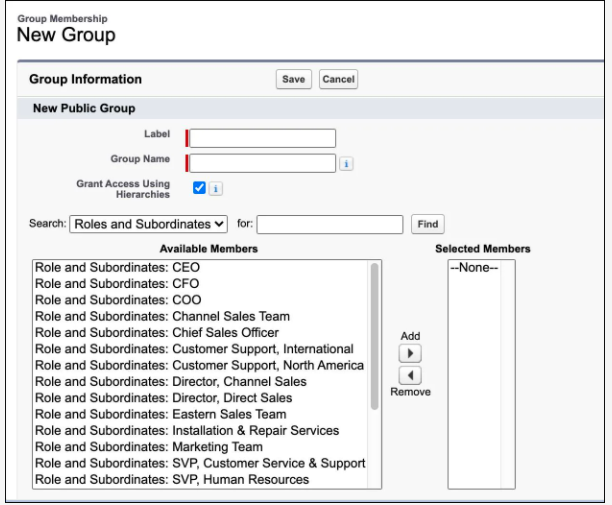 Group Membership
New Group
Group Information Save Cancel
New Public Group
Label
Group Name i
Grant Access Using
Hierarchies i
Search: Roles and Subordinates for: Find
Available Members Selected Members
Role and Subordinates: CEO --None--
Role and Subordinates: CFO
Role and Subordinates: COO
Role and Subordinates: Channel Sales Team
Role and Subordinates: Chief Sales Officer
Add
Role and Subordinates: Customer Support, International
Role and Subordinates: Customer Support, North America
Role and Subordinates: Director, Channel Sales
Remove
Role and Subordinates: Director, Direct Sales
Role and Subordinates: Eastern Sales Team
Role and Subordinates: Installation & Repair Services
Role and Subordinates: Marketing Team
Role and Subordinates: SVP, Customer Service & Support
Role and Subordinates: SVP, Human Resources